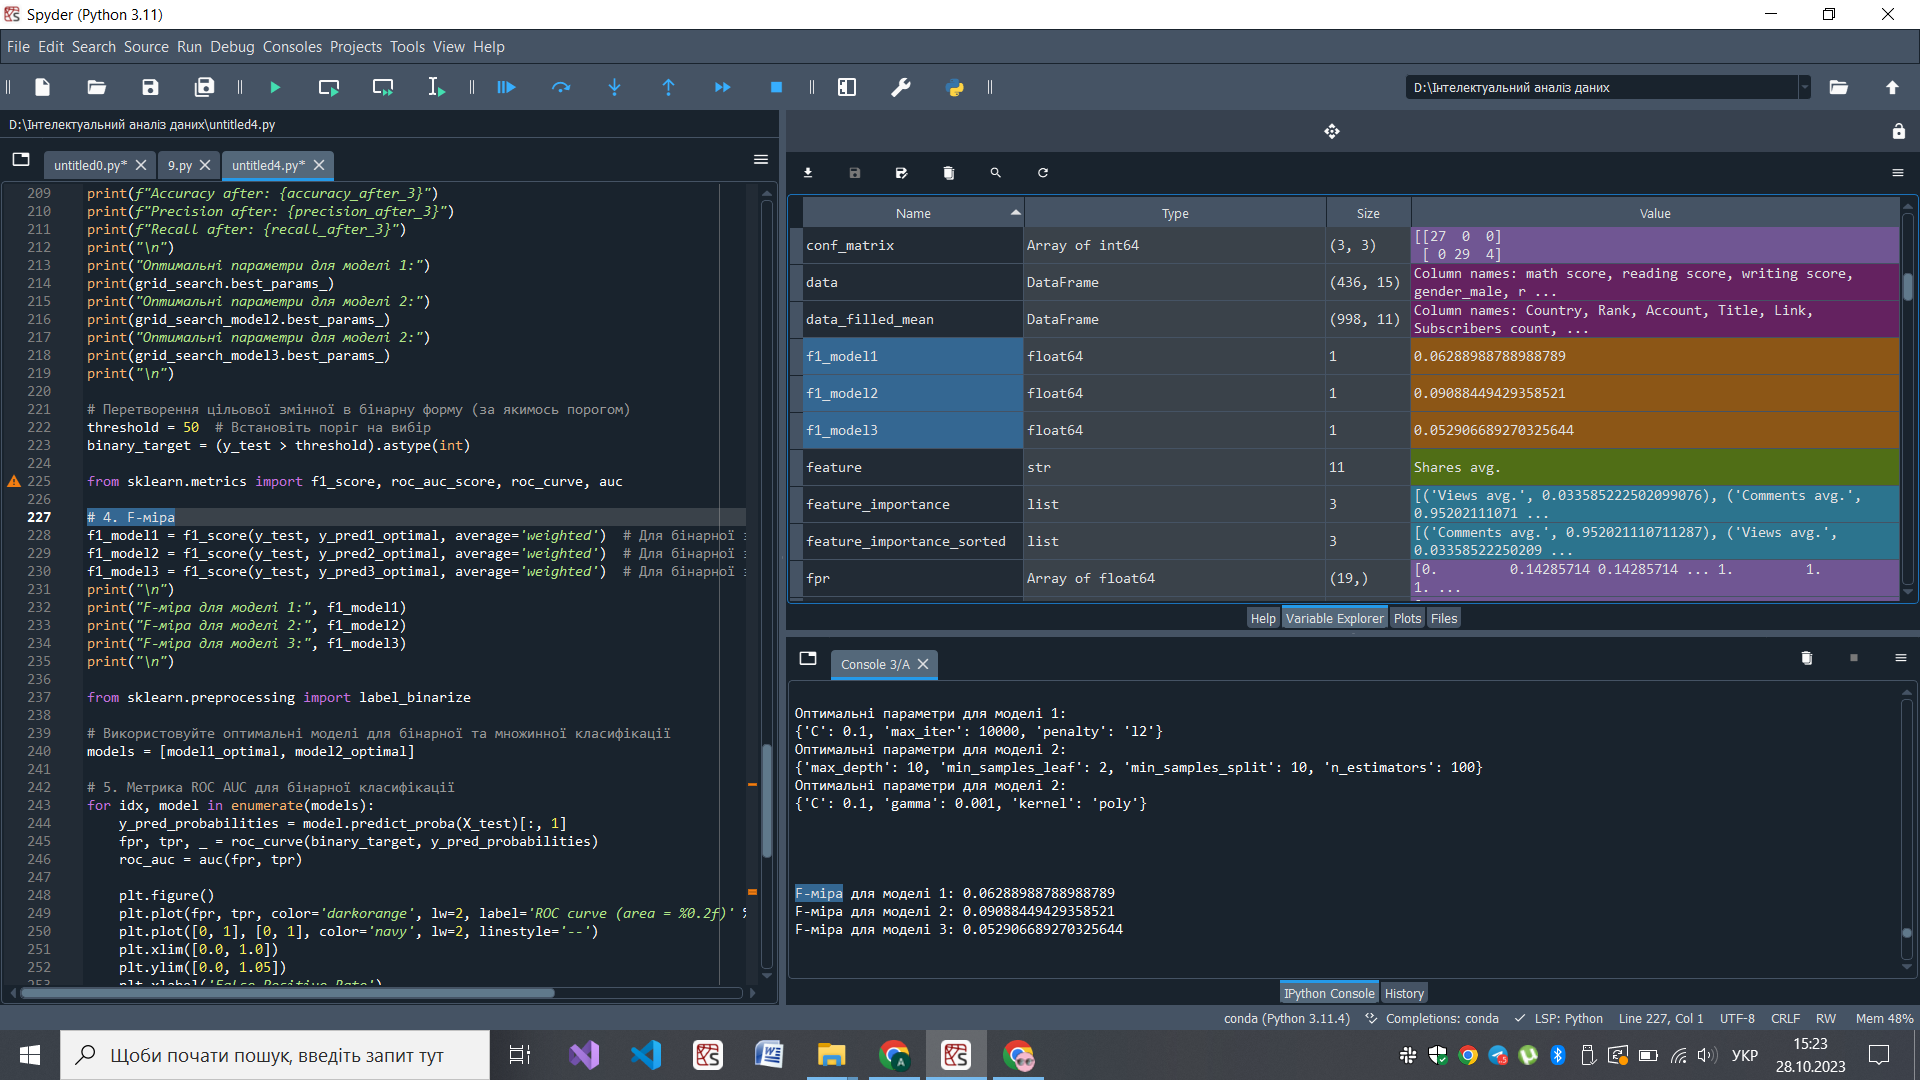 Spyder (Python 3.11)
File Edit Search Source Run Debug Consoles Projects Tools View Help
D:\Інтелектуальний аналіз даних
D:\Інтелектуальний аналіз даних\untitled4.py
untitled0.py*
9.py
untitled4.py*
209 print(f"Accuracy after: {accuracy_after_3}")
210 print(f"Precision after: {precision_after_3}")
211 print(f"Recall after: {recall_after_3}")
212 print("\n")
213 print("Оптимальні параметри для моделі 1:")
214 print(grid_search.best_params_)
215 print("Оптимальні параметри для моделі 2:")
216 print(grid_search_model2.best_params_)
217 print("Оптимальні параметри для моделі 2:")
218 print(grid_search_model3.best_params_)
219 print("\n")
220
221 # Перетворення цільової змінної в бінарну форму (за якимось порогом)
222 threshold = 50  # Встановіть поріг на вибір
223 binary_target = (y_test > threshold).astype(int)
224
225 from sklearn.metrics import f1_score, roc_auc_score, roc_curve, auc
226
227 # 4. F-міра
228 f1_model1 = f1_score(y_test, y_pred1_optimal, average='weighted')  # Для бінарної
229 f1_model2 = f1_score(y_test, y_pred2_optimal, average='weighted')  # Для бінарної
230 f1_model3 = f1_score(y_test, y_pred3_optimal, average='weighted')  # Для бінарної
231 print("\n")
232 print("F-міра для моделі 1:", f1_model1)
233 print("F-міра для моделі 2:", f1_model2)
234 print("F-міра для моделі 3:", f1_model3)
235 print("\n")
236
237 from sklearn.preprocessing import label_binarize
238
239 # Використовуйте оптимальні моделі для бінарної та множинної класифікації
240 models = [model1_optimal, model2_optimal]
241
242 # 5. Метрика ROC AUC для бінарної класифікації
243 for idx, model in enumerate(models):
244     y_pred_probabilities = model.predict_proba(X_test)[:, 1]
245     fpr, tpr, _ = roc_curve(binary_target, y_pred_probabilities)
246     roc_auc = auc(fpr, tpr)
247
248     plt.figure()
249     plt.plot(fpr, tpr, color='darkorange', lw=2, label='ROC curve (area = %0.2f)' %
250     plt.plot([0, 1], [0, 1], color='navy', lw=2, linestyle='--')
251     plt.xlim([0.0, 1.0])
252     plt.ylim([0.0, 1.05])
253     plt.xlabel('False Positive Rate')
Name Type Size Value
conf_matrix Array of int64 (3, 3) [[27  0  0]
[ 0 29  4]
data DataFrame (436, 15) Column names: math score, reading score, writing score,
gender_male, r ...
data_filled_mean DataFrame (998, 11) Column names: Country, Rank, Account, Title, Link,
Subscribers count, ...
f1_model1 float64 1 0.06288988788988789
f1_model2 float64 1 0.09088449429358521
f1_model3 float64 1 0.052906689270325644
feature str 11 Shares avg.
feature_importance list 3 [('Views avg.', 0.033585222502099076), ('Comments avg.',
0.95202111071 ...
feature_importance_sorted list 3 [('Comments avg.', 0.952021110711287), ('Views avg.',
0.03358522250209 ...
fpr Array of float64 (19,) [0. 0.14285714 0.14285714 ... 1. 1.
1. ...
Help Variable Explorer Plots Files
Console 3/A
Оптимальні параметри для моделі 1:
{'C': 0.1, 'max_iter': 10000, 'penalty': 'l2'}
Оптимальні параметри для моделі 2:
{'max_depth': 10, 'min_samples_leaf': 2, 'min_samples_split': 10, 'n_estimators': 100}
Оптимальні параметри для моделі 2:
{'C': 0.1, 'gamma': 0.001, 'kernel': 'poly'}
F-міра для моделі 1: 0.06288988788988789
F-міра для моделі 2: 0.09088449429358521
F-міра для моделі 3: 0.052906689270325644
IPython Console History
conda (Python 3.11.4) Completions: conda LSP: Python Line 227, Col 1 UTF-8 CRLF RW Mem 48%
Щоби почати пошук, введіть запит тут
УКР
15:23
28.10.2023